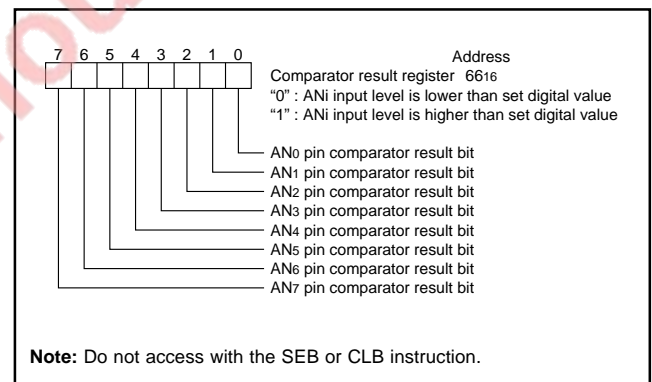 7 6 5 4 3 2 1 0
Address
Comparator result register 6616
“0” : ANi input level is lower than set digital value
“1” : ANi input level is higher than set digital value
AN0 pin comparator result bit
AN1 pin comparator result bit
AN2 pin comparator result bit
AN3 pin comparator result bit
AN4 pin comparator result bit
AN5 pin comparator result bit
AN6 pin comparator result bit
AN7 pin comparator result bit
Note: Do not access with the SEB or CLB instruction.